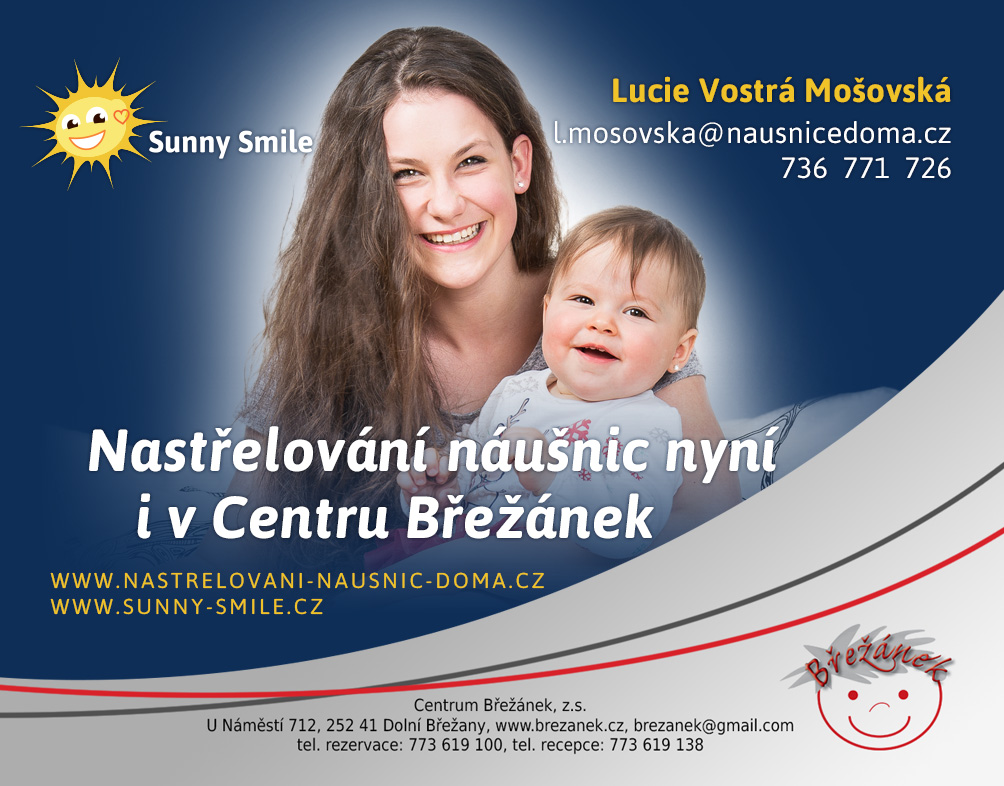 Sunny Smile
Lucie Vostrá Mošovská
l.mosovska@nausnicedoma.cz
736 771 726
Nastřelování náušnic nyní
i v Centru Břežánek
WWW.NASTRELOVANI-NAUSNIC-DOMA.CZ
WWW.SUNNY-SMILE.CZ
Břežánek
Centrum Břežánek, z.s.
U Náměstí 712, 252 41 Dolní Břežany, www.brezanek.cz, brezanek@gmail.com
tel. rezervace: 773 619 100, tel. recepce: 773 619 138